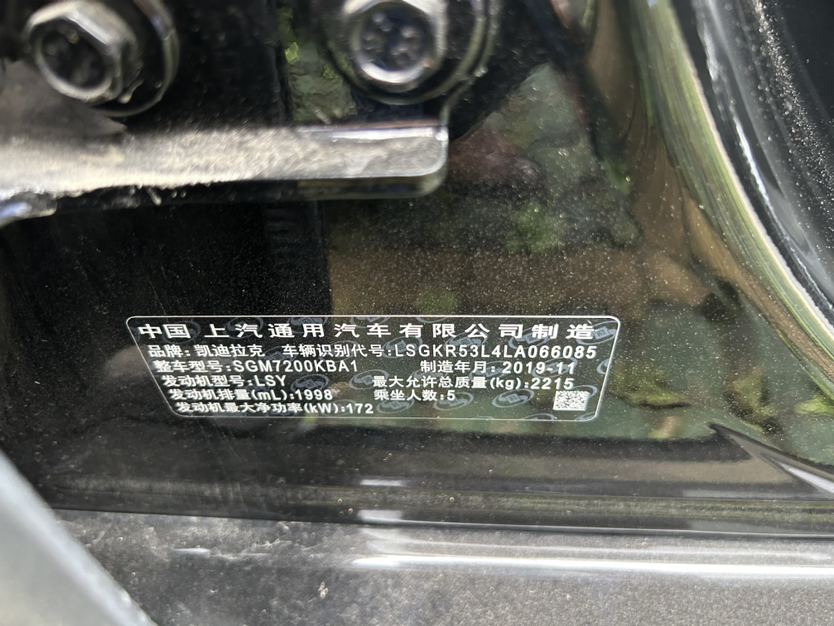 中国 上汽通用汽车有限公司制造
品牌: 凯迪拉克 车辆识别代号:LSGKR53L4LA066085
整车型号:SGM7200KBA1 制造年月: 2019-11
发动机型号:LSY 最大允许总质量(kg):2215
发动机排量(mL):1998 乘坐人数:5
发动机最大净功率(kW):172